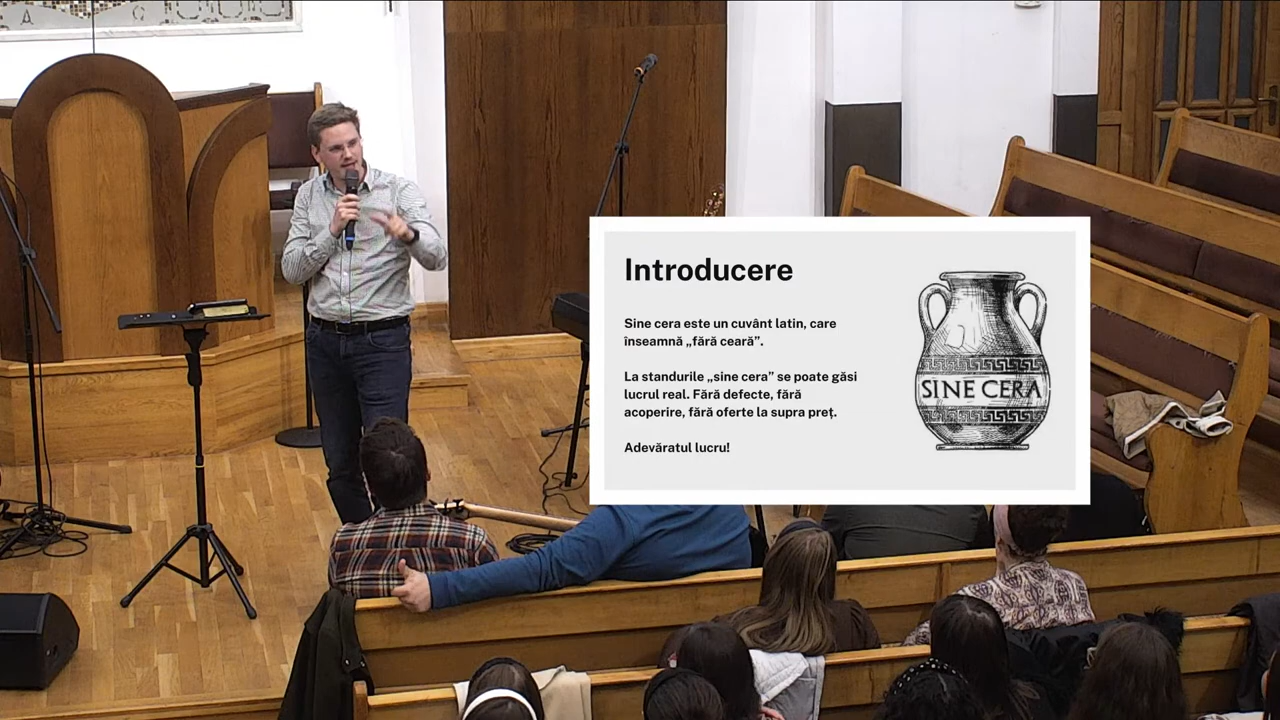 Introducere
Sine cera este un cuvânt latin, care
înseamnă „fără ceară”.
La standurile „sine cera” se poate găsi
lucrul real. Fără defecte, fără
acoperire, fără oferte la supra preț.
Adevăratul lucru!
SINE CERA